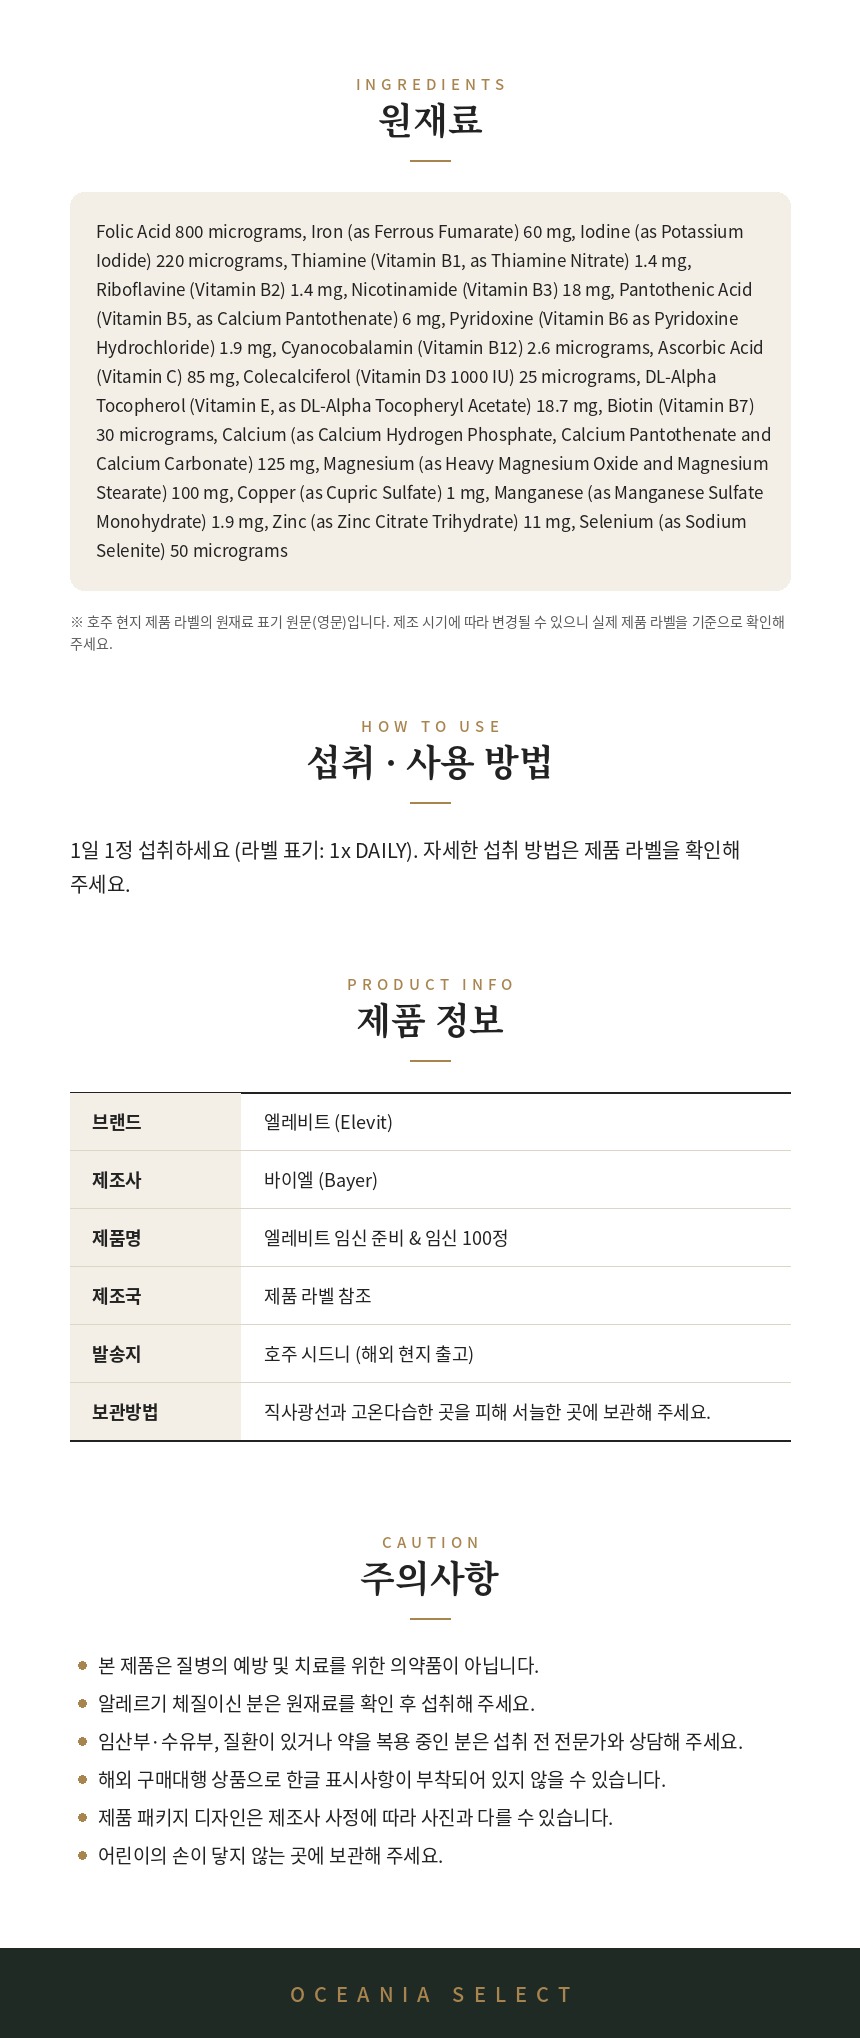 INGREDIENTS
원재료
Folic Acid 800 micrograms, Iron (as Ferrous Fumarate) 60 mg, Iodine (as Potassium
Iodide) 220 micrograms, Thiamine (Vitamin B1, as Thiamine Nitrate) 1.4 mg,
Riboflavine (Vitamin B2) 1.4 mg, Nicotinamide (Vitamin B3) 18 mg, Pantothenic Acid
(Vitamin B5, as Calcium Pantothenate) 6 mg, Pyridoxine (Vitamin B6 as Pyridoxine
Hydrochloride) 1.9 mg, Cyanocobalamin (Vitamin B12) 2.6 micrograms, Ascorbic Acid
(Vitamin C) 85 mg, Colecalciferol (Vitamin D3 1000 IU) 25 micrograms, DL-Alpha
Tocopherol (Vitamin E, as DL-Alpha Tocopheryl Acetate) 18.7 mg, Biotin (Vitamin B7)
30 micrograms, Calcium (as Calcium Hydrogen Phosphate, Calcium Pantothenate and
Calcium Carbonate) 125 mg, Magnesium (as Heavy Magnesium Oxide and Magnesium
Stearate) 100 mg, Copper (as Cupric Sulfate) 1 mg, Manganese (as Manganese Sulfate
Monohydrate) 1.9 mg, Zinc (as Zinc Citrate Trihydrate) 11 mg, Selenium (as Sodium
Selenite) 50 micrograms
※ 호주 현지 제품 라벨의 원재료 표기 원문(영문)입니다. 제조 시기에 따라 변경될 수 있으니 실제 제품 라벨을 기준으로 확인해
주세요.
HOW TO USE
섭취 · 사용 방법
1일 1정 섭취하세요 (라벨 표기: 1x DAILY). 자세한 섭취 방법은 제품 라벨을 확인해
주세요.
PRODUCT INFO
제품 정보
브랜드 엘레비트 (Elevit)
제조사 바이엘 (Bayer)
제품명 엘레비트 임신 준비 & 임신 100정
제조국 제품 라벨 참조
발송지 호주 시드니 (해외 현지 출고)
보관방법 직사광선과 고온다습한 곳을 피해 서늘한 곳에 보관해 주세요.
CAUTION
주의사항
본 제품은 질병의 예방 및 치료를 위한 의약품이 아닙니다.
알레르기 체질이신 분은 원재료를 확인 후 섭취해 주세요.
임산부·수유부, 질환이 있거나 약을 복용 중인 분은 섭취 전 전문가와 상담해 주세요.
해외 구매대행 상품으로 한글 표시사항이 부착되어 있지 않을 수 있습니다.
제품 패키지 디자인은 제조사 사정에 따라 사진과 다를 수 있습니다.
어린이의 손이 닿지 않는 곳에 보관해 주세요.
OCEANIA SELECT